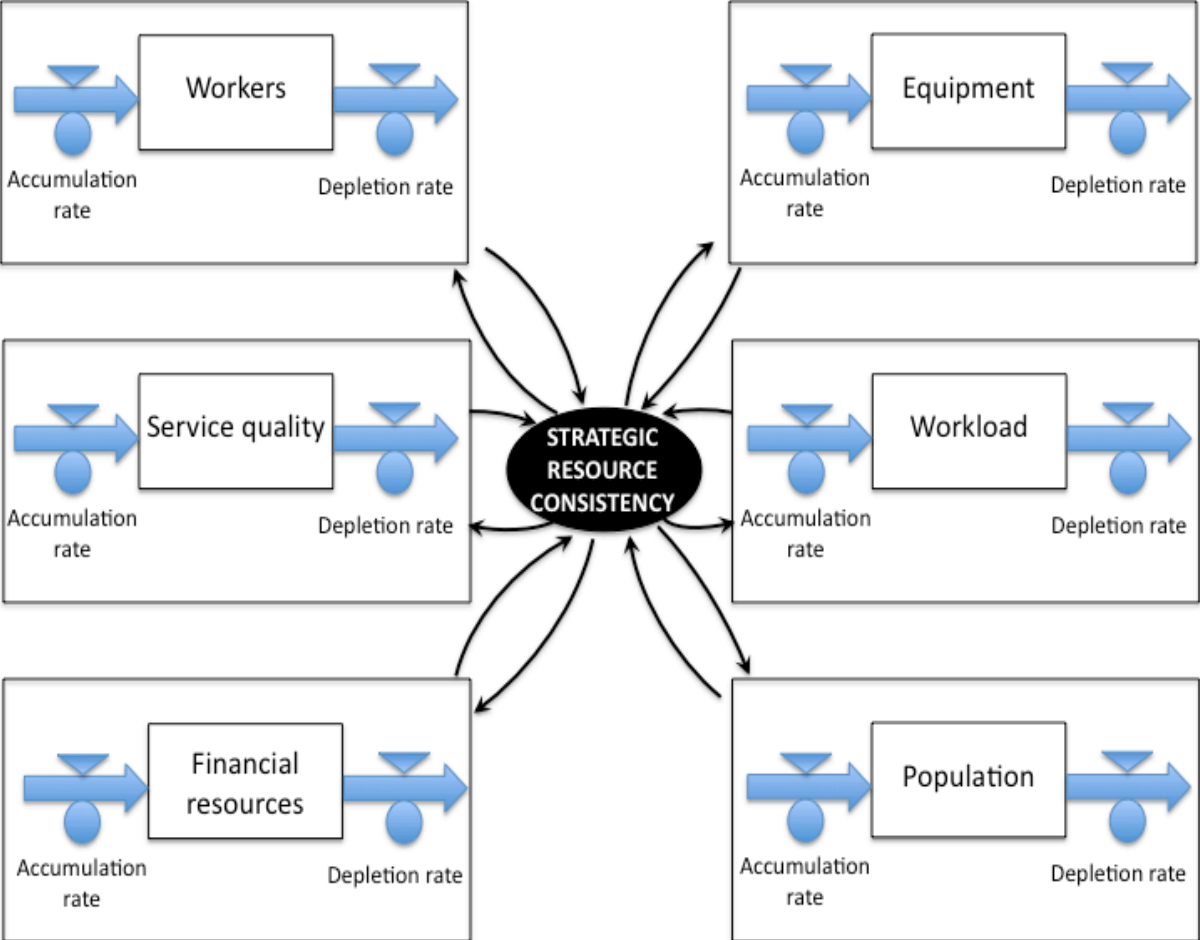 Workers
Accumulation
rate
Depletion rate
Equipment
Accumulation
rate
Depletion rate
Service quality
Accumulation
rate
Depletion rate
STRATEGIC
RESOURCE
CONSISTENCY
Workload
Accumulation
rate
Depletion rate
Financial
resources
Accumulation
rate
Depletion rate
Population
Accumulation
rate
Depletion rate